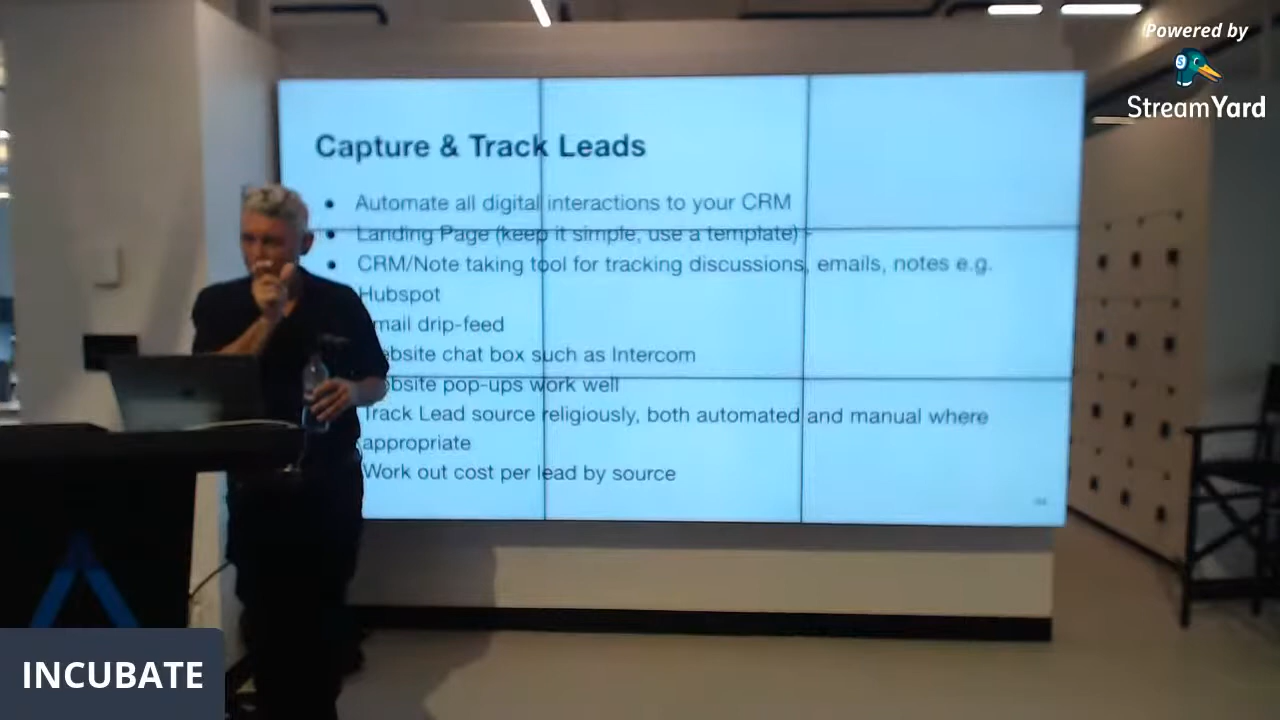 Powered by
StreamYard
Capture & Track Leads
• Automate all digital interactions to your CRM
• Landing Page (keep it simple, use a template) -
• CRM/Note taking tool for tracking discussions, emails, notes e.g.
Hubspot
mail drip-feed
ebsite chat box such as Intercom
bsite pop-ups work well
Track Lead source religiously, both automated and manual where
appropriate
Work out cost per lead by source
INCUBATE